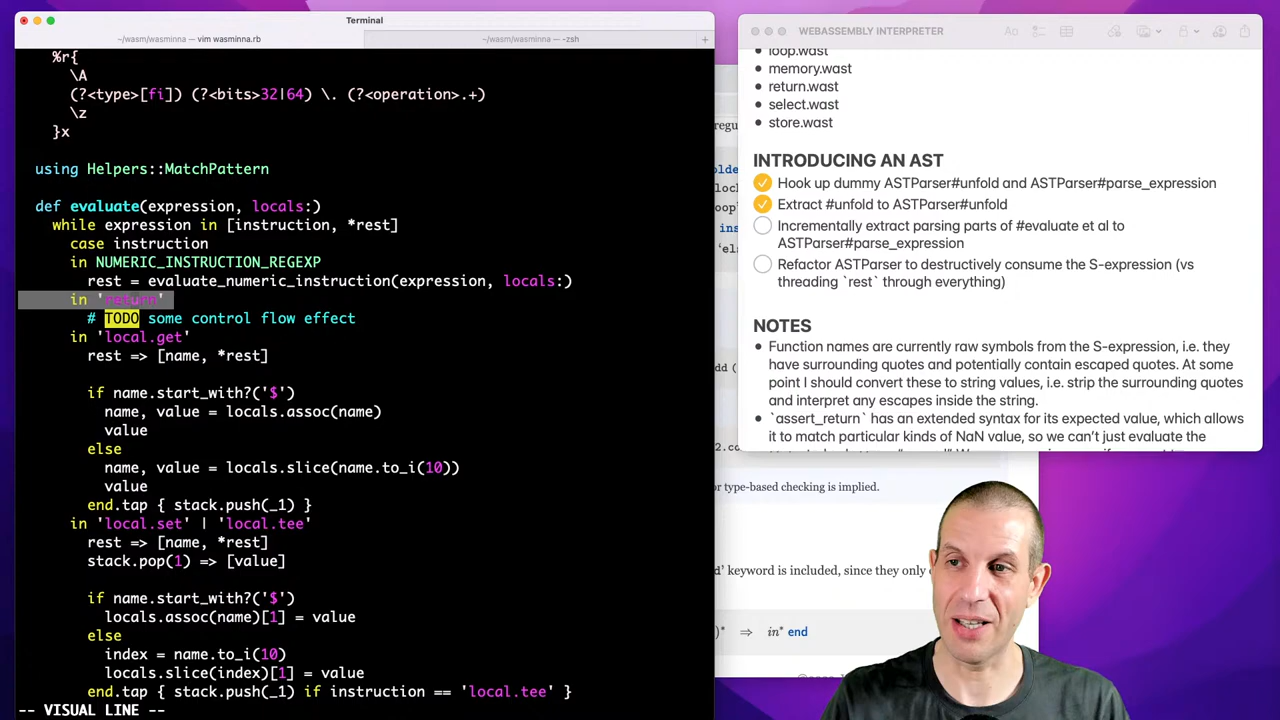 Terminal
~/wasm/wasminna — vim wasminna.rb
~/wasm/wasminna — -zsh
%r{
\A
(?<type>[fi]) (?<bits>32|64) \. (?<operation>.+)
\z
}x
using Helpers::MatchPattern
def evaluate(expression, locals:)
while expression in [instruction, *rest]
case instruction
in NUMERIC_INSTRUCTION_REGEXP
rest = evaluate_numeric_instruction(expression, locals:)
in 'return'
# TODO some control flow effect
in 'local.get'
rest => [name, *rest]
if name.start_with?('$')
name, value = locals.assoc(name)
value
else
name, value = locals.slice(name.to_i(10))
value
end.tap { stack.push(_1) }
in 'local.set' | 'local.tee'
rest => [name, *rest]
stack.pop(1) => [value]
if name.start_with?('$')
locals.assoc(name)[1] = value
else
index = name.to_i(10)
locals.slice(index)[1] = value
end.tap { stack.push(_1) if instruction == 'local.tee' }
-- VISUAL LINE --
WEBASSEMBLY INTERPRETER
• loop.wast
• memory.wast
• return.wast
• select.wast
• store.wast
INTRODUCING AN AST
Hook up dummy ASTParser#unfold and ASTParser#parse_expression
Extract #unfold to ASTParser#unfold
Incrementally extract parsing parts of #evaluate et al to
ASTParser#parse_expression
Refactor ASTParser to destructively consume the S-expression (vs
threading `rest` through everything)
NOTES
• Function names are currently raw symbols from the S-expression, i.e. they
have surrounding quotes and potentially contain escaped quotes. At some
point I should convert these to string values, i.e. strip the surrounding quotes
and interpret any escapes inside the string.
• `assert_return` has an extended syntax for its expected value, which allows
it to match particular kinds of NaN value, so we can't just evaluate the
or type-based checking is implied.
keyword is included, since they only
)* ⇒ in* end